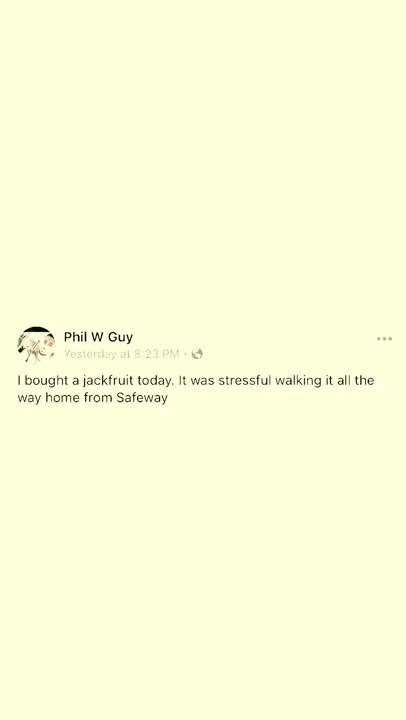 Phil W Guy
Yesterday at 8:23 PM ·
I bought a jackfruit today. It was stressful walking it all the
way home from Safeway